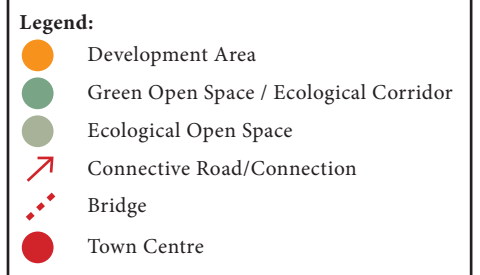 Legend:
Development Area
Green Open Space / Ecological Corridor
Ecological Open Space
Connective Road/Connection
Bridge
Town Centre